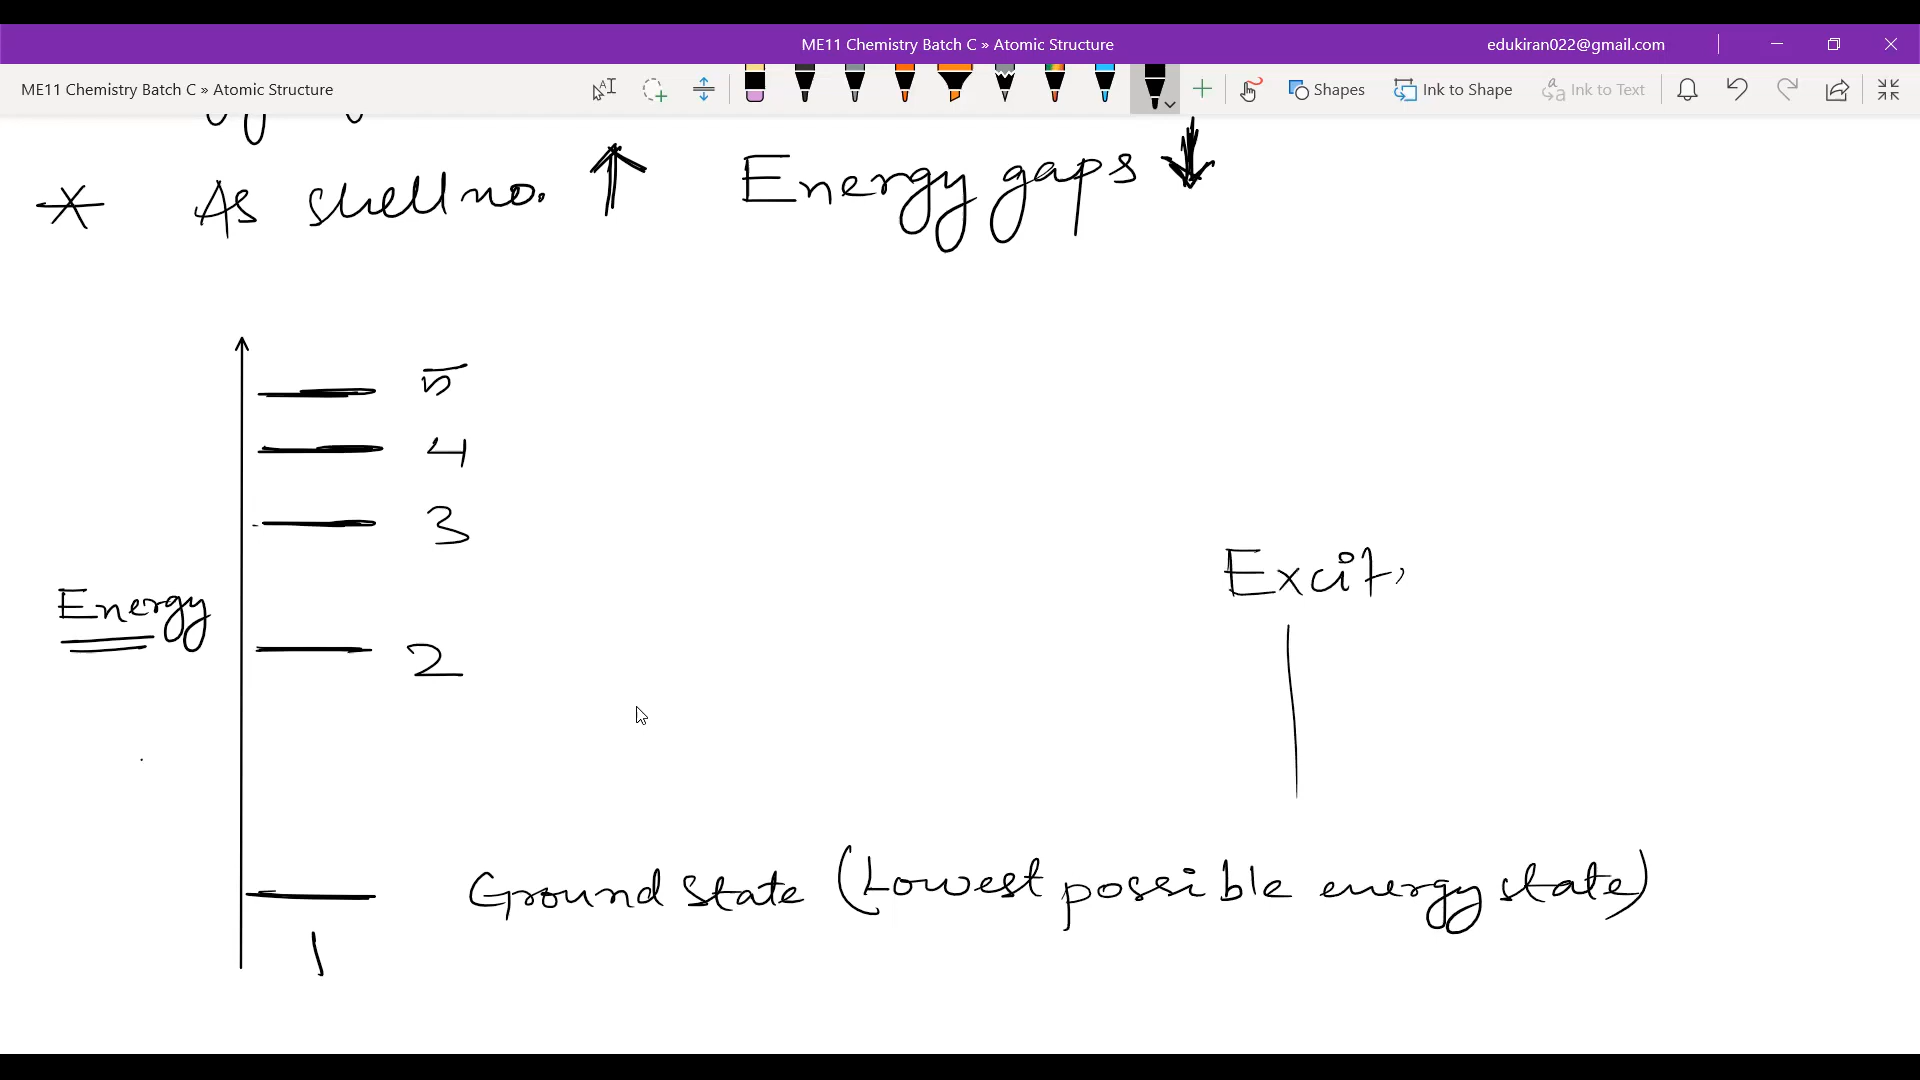 ME11 Chemistry Batch C » Atomic Structure
edukiran022@gmail.com
ME11 Chemistry Batch C » Atomic Structure
Shapes
Ink to Shape
Ink to Text
* As shell no. ↑ Energy gaps ↓
5
4
3
Excit
Energy
2
Ground state (Lowest possible energy state)
1